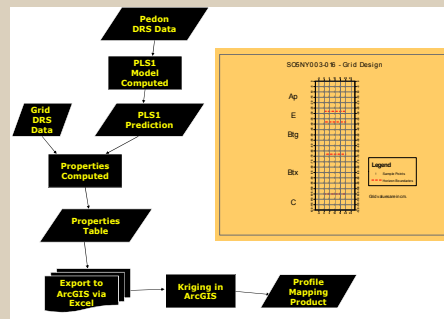 Pedon
DRS Data
PLS1
Model
Computed
Grid
DRS
Data
PLS1
Prediction
Properties
Computed
Properties
Table
Export to
ArcGIS via
Excel
Kriging in
ArcGIS
Profile
Mapping
Product
S05NY003-016 - Grid Design
Ap
E
Btg
Btx
C
Legend
Sample Points
Horizon Boundaries